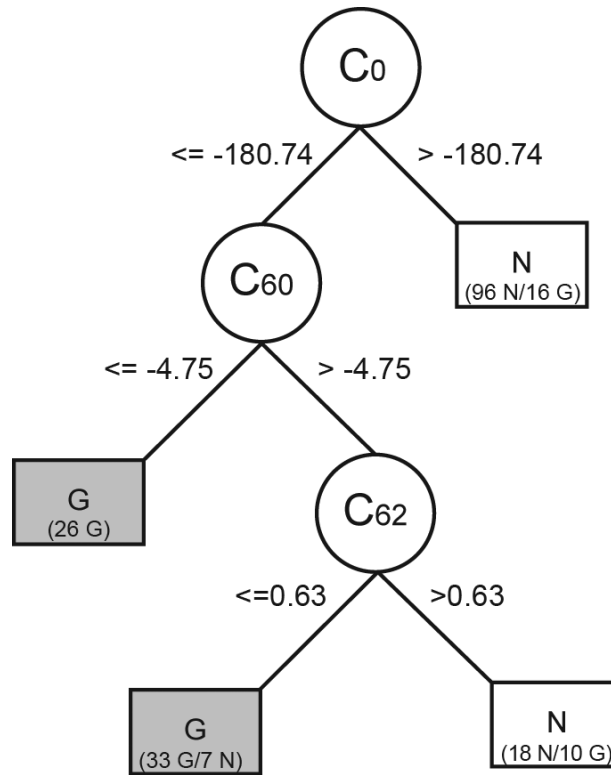 C0
<= -180.74
> -180.74
C60
N
(96 N/16 G)
<= -4.75
> -4.75
G
(26 G)
C62
<=0.63
>0.63
G
(33 G/7 N)
N
(18 N/10 G)